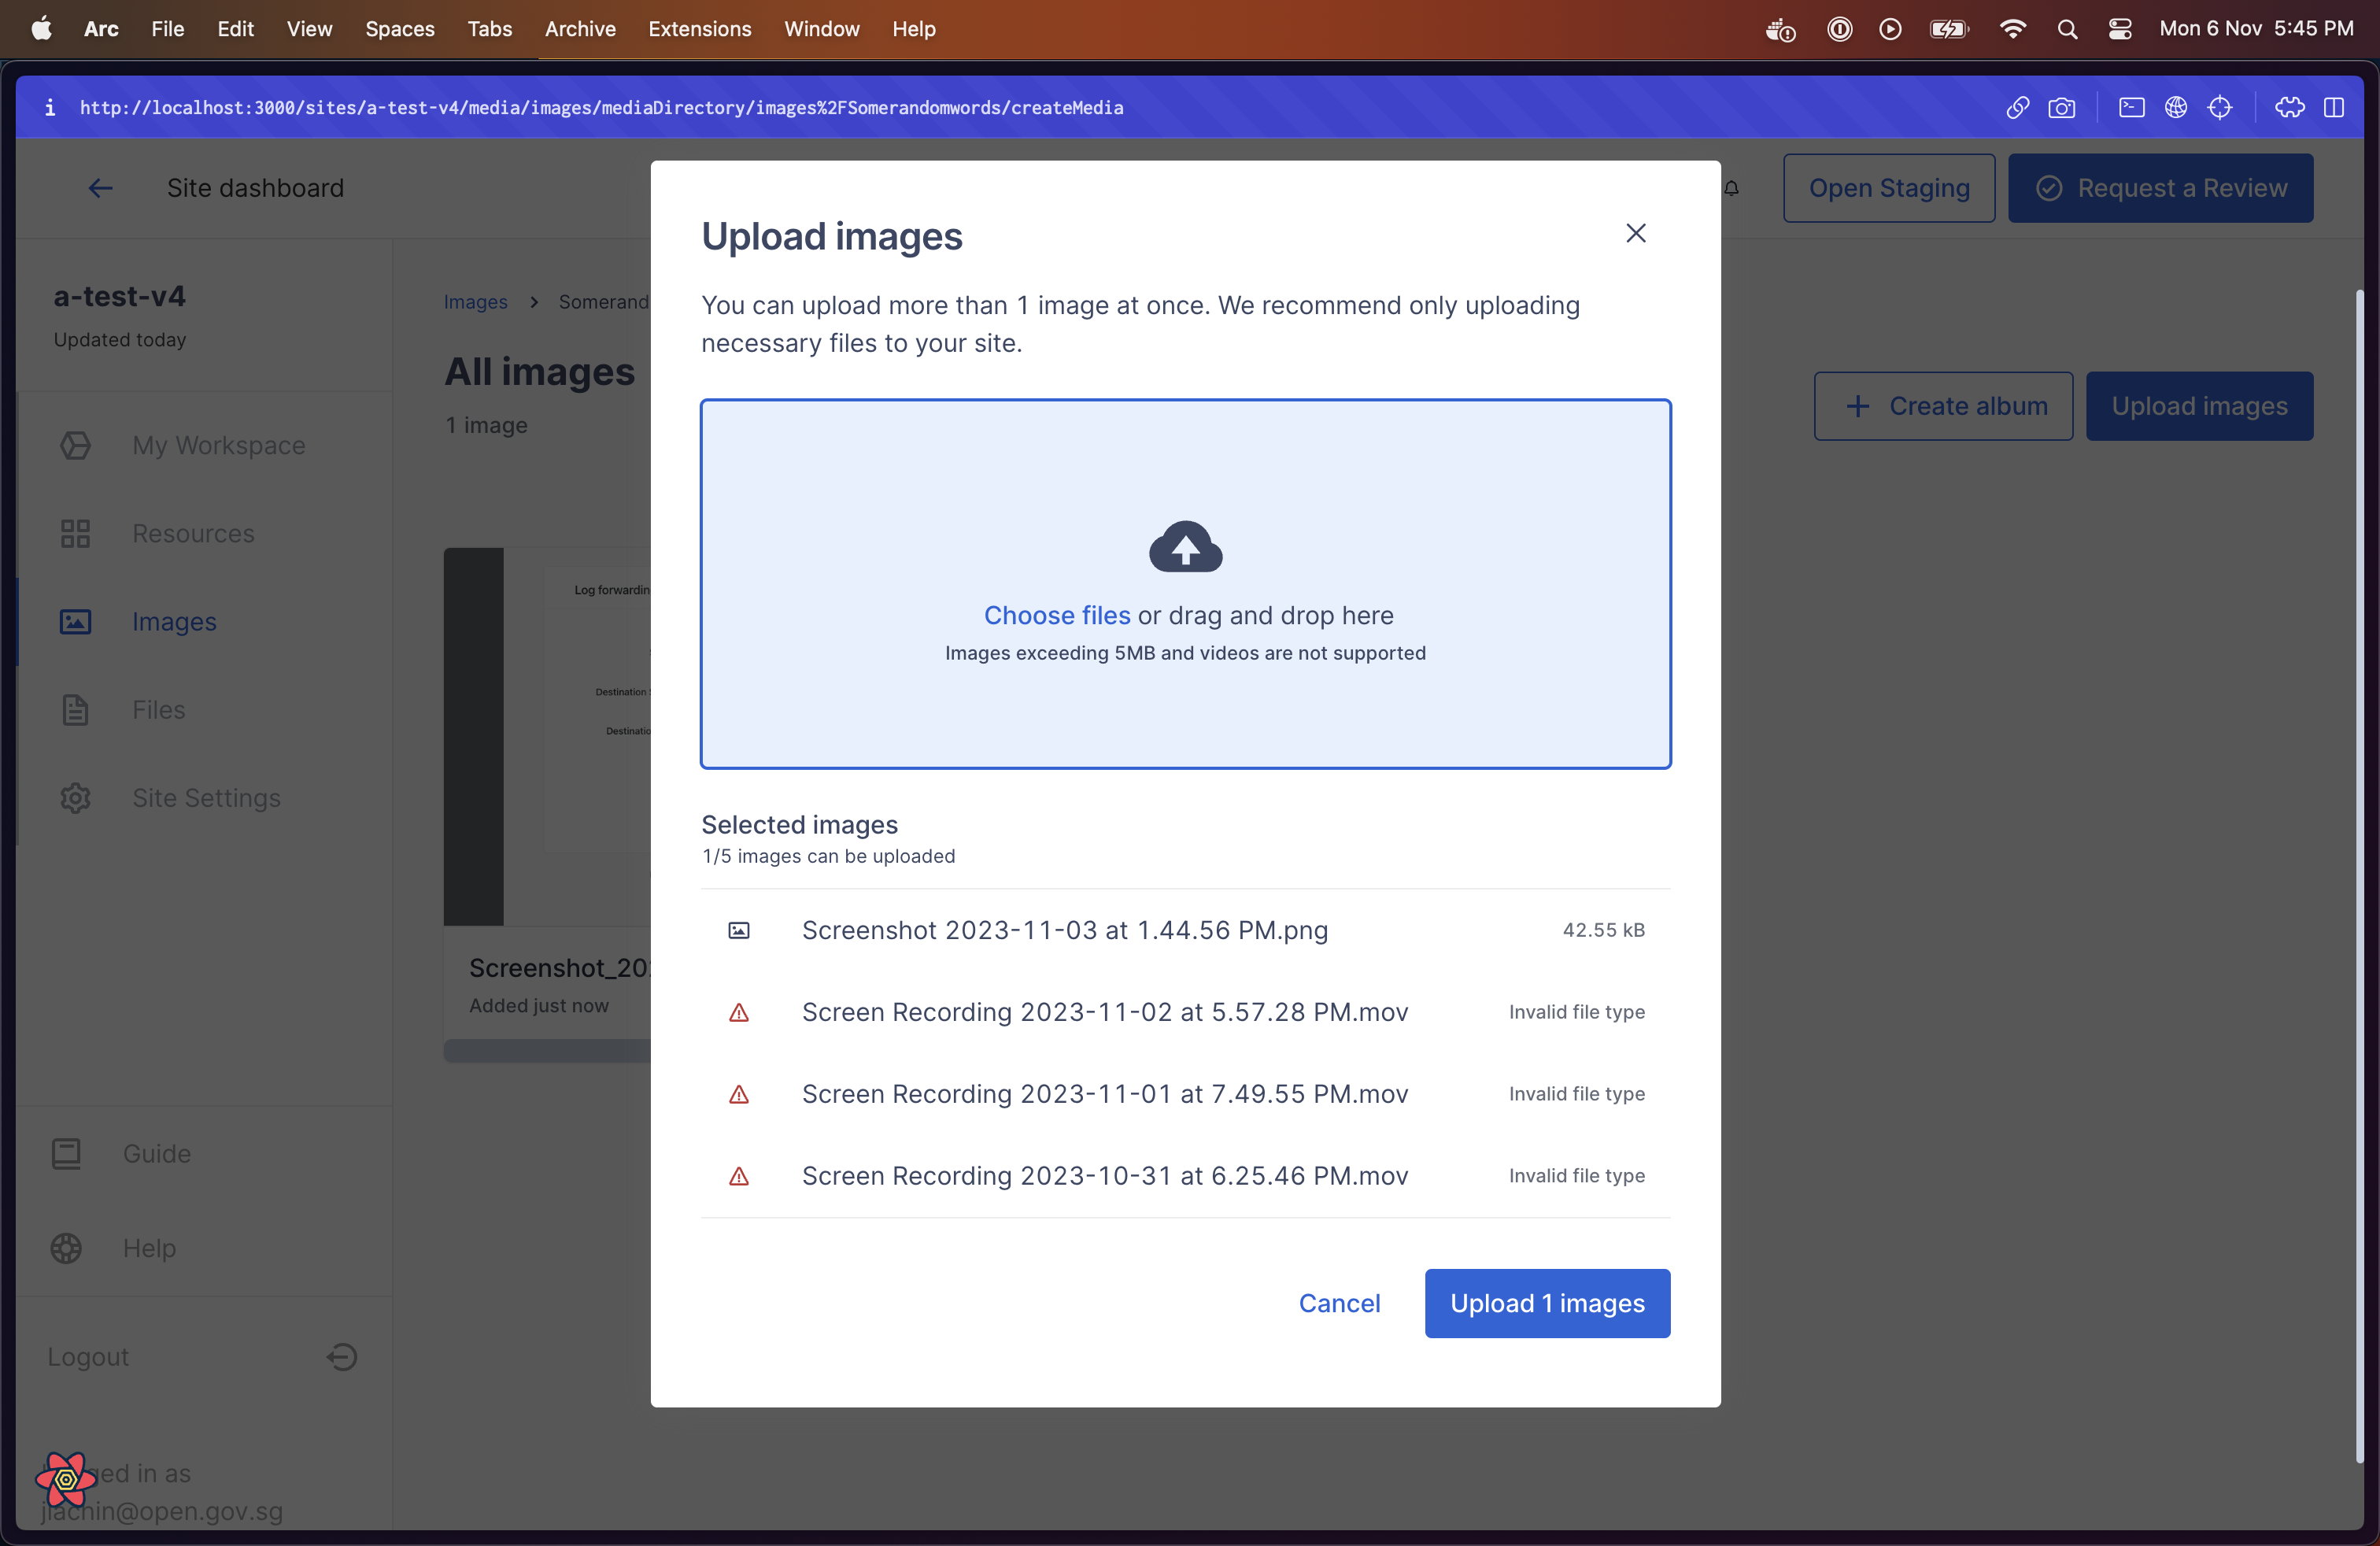 Arc File Edit View Spaces Tabs Archive Extensions Window Help Mon 6 Nov 5:45 PM
http://localhost:3000/sites/a-test-v4/media/images/mediaDirectory/images%2FSomerandomwords/createMedia
Site dashboard
Open Staging
Request a Review
a-test-v4
Updated today
My Workspace
Resources
Images
Files
Site Settings
Guide
Help
Logout
ged in as
jiachin@open.gov.sg
Images > Somerand
All images
1 image
Create album
Upload images
Log forwardin
Destination
Destinatio
Screenshot_20
Added just now
Upload images
You can upload more than 1 image at once. We recommend only uploading
necessary files to your site.
Choose files or drag and drop here
Images exceeding 5MB and videos are not supported
Selected images
1/5 images can be uploaded
Screenshot 2023-11-03 at 1.44.56 PM.png 42.55 kB
Screen Recording 2023-11-02 at 5.57.28 PM.mov Invalid file type
Screen Recording 2023-11-01 at 7.49.55 PM.mov Invalid file type
Screen Recording 2023-10-31 at 6.25.46 PM.mov Invalid file type
Cancel
Upload 1 images